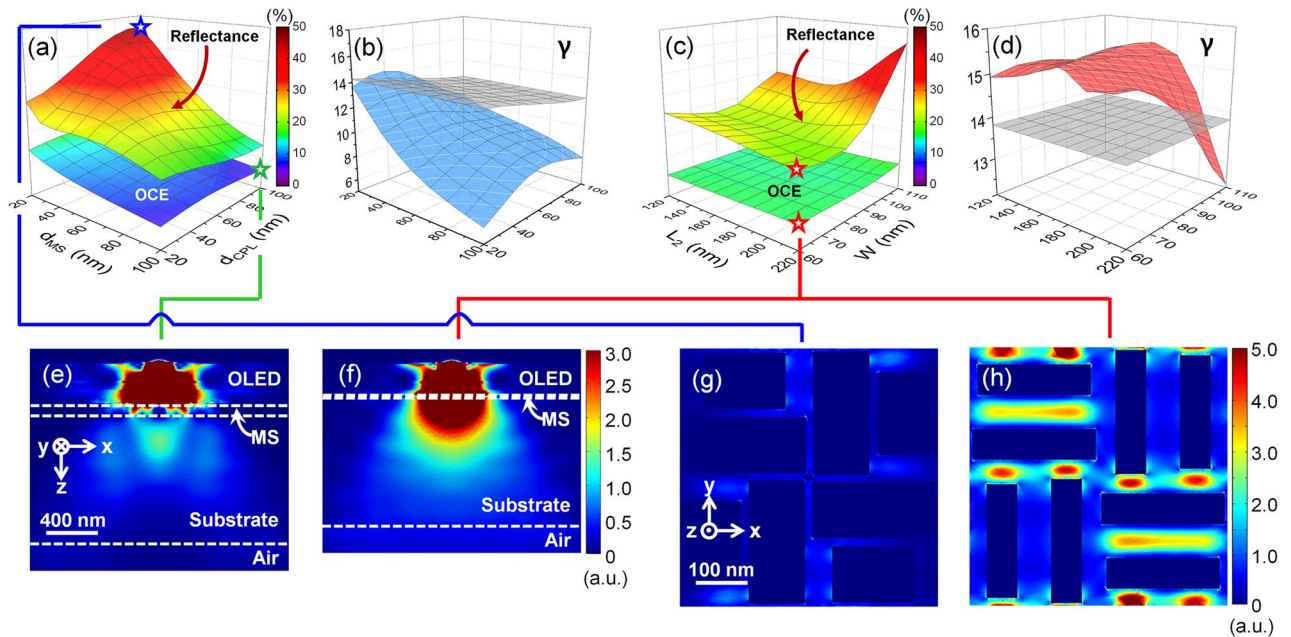 (a)
Reflectance
OCE
20
40
60
80
100
d_MS (nm)
20
40
60
80
100
d_CPL (nm)
(%)
50
40
30
20
10
0
(b)
γ
18
16
14
12
10
8
6
20
40
60
80
100
20
40
60
80
100
(c)
Reflectance
OCE
120
140
160
180
200
220
L₂ (nm)
60
70
80
90
100
110
W (nm)
(%)
50
40
30
20
10
0
(d)
γ
16
15
14
13
120
140
160
180
200
220
60
70
80
90
100
110
(e)
OLED
MS
y
x
z
400 nm
Substrate
Air
(f)
OLED
MS
Substrate
Air
3.0
2.5
2.0
1.5
1.0
0.5
0
(a.u.)
(g)
y
z
x
100 nm
(h)
5.0
4.0
3.0
2.0
1.0
0
(a.u.)